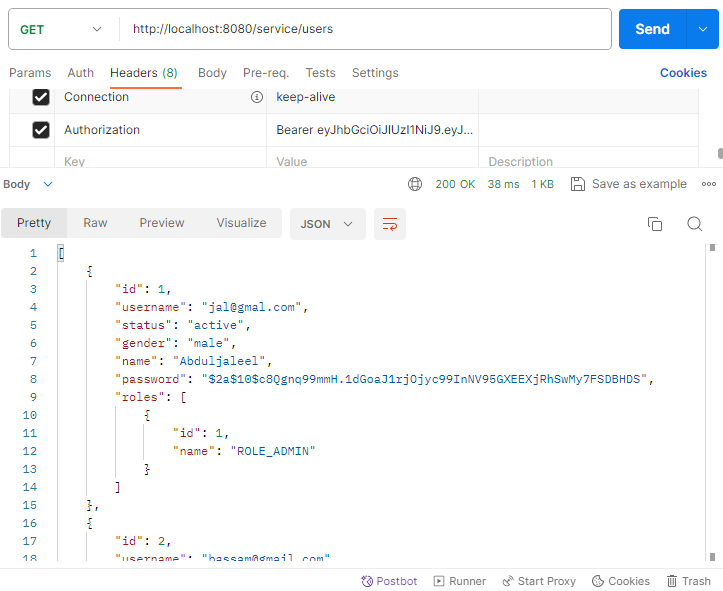 GET http://localhost:8080/service/users Send
Params Auth Headers (8) Body Pre-req. Tests Settings Cookies
Connection keep-alive
Authorization Bearer eyJhbGciOiJIUzI1NiJ9.eyJ...
Key Value Description
Body 200 OK 38 ms 1 KB Save as example
Pretty Raw Preview Visualize JSON
1 [
2 {
3 "id": 1,
4 "username": "jal@gmal.com",
5 "status": "active",
6 "gender": "male",
7 "name": "Abduljaleel",
8 "password": "$2a$10$c8Qgnq99mmH.1dGoaJ1rjOjyc99InNV95GXEEXjRhSwMy7FSDBHDS",
9 "roles": [
10 {
11 "id": 1,
12 "name": "ROLE_ADMIN"
13 }
14 ]
15 },
16 {
17 "id": 2,
18 "username": "bassam@gmail.com"
Postbot Runner Start Proxy Cookies Trash